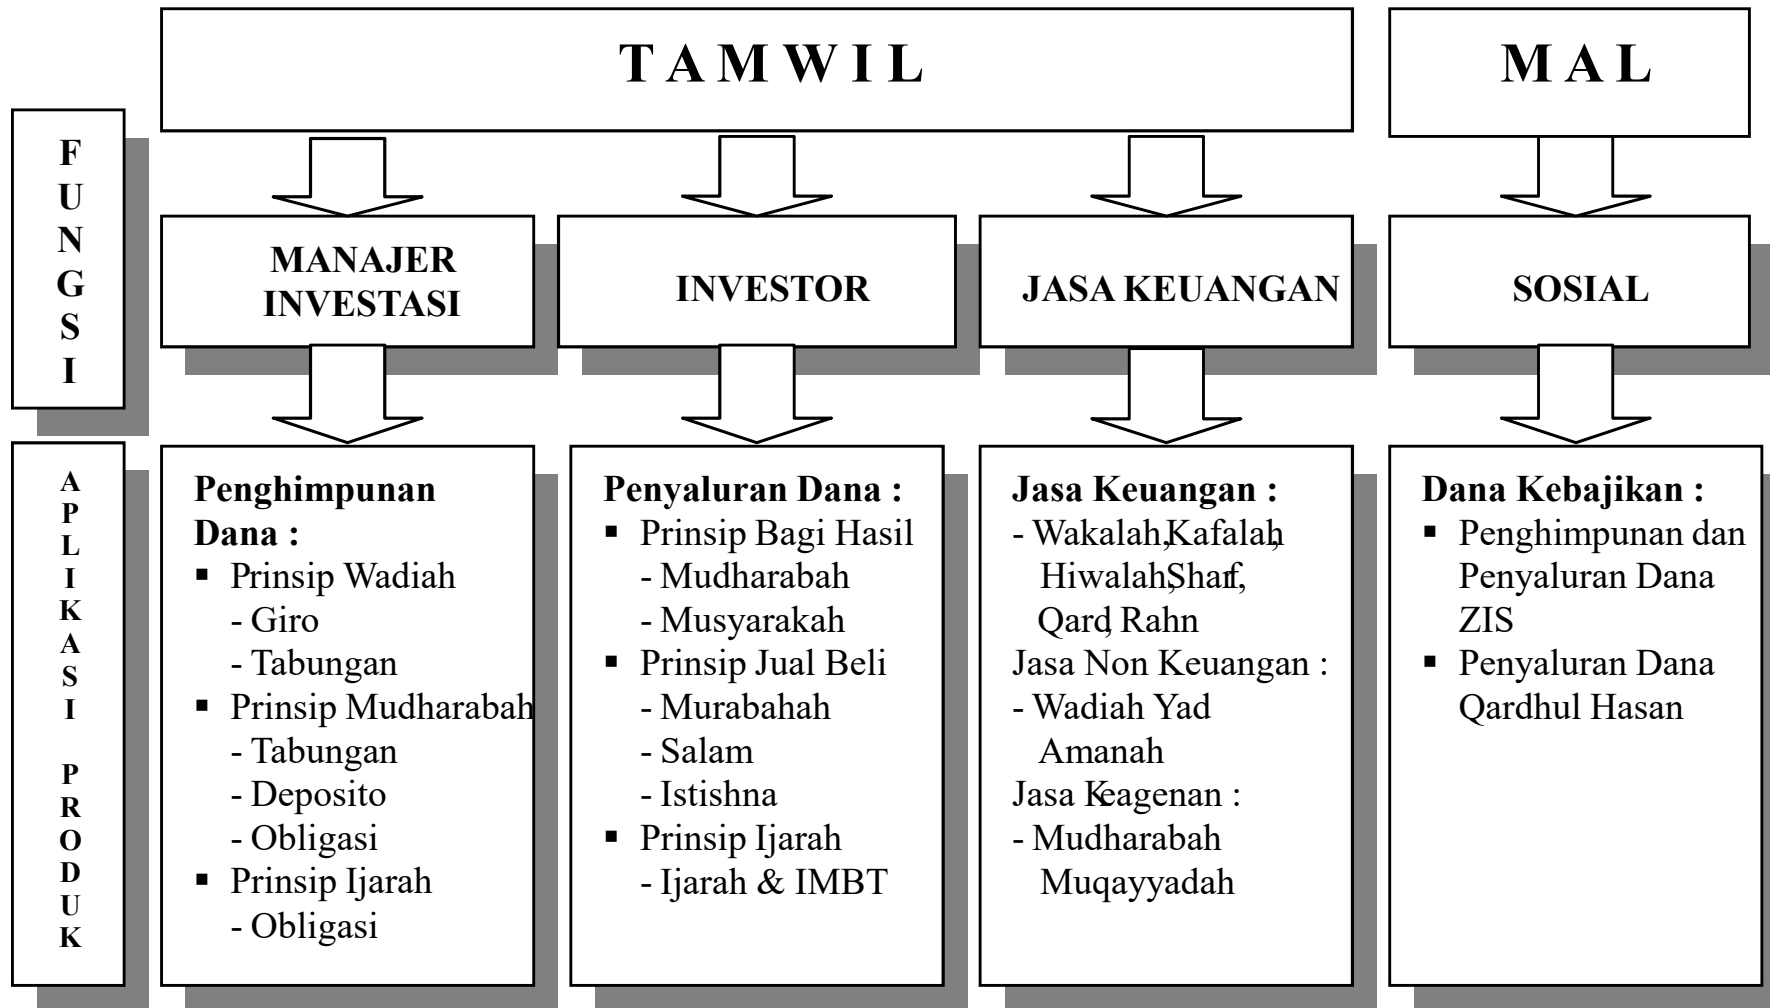 T A M W I L
M A L
F
U
N
G
S
I
MANAJER
INVESTASI
INVESTOR
JASA KEUANGAN
SOSIAL
A
P
L
I
K
A
S
I
P
R
O
D
U
K
Penghimpunan
Dana :
▪ Prinsip Wadiah
- Giro
- Tabungan
▪ Prinsip Mudharabah
- Tabungan
- Deposito
- Obligasi
▪ Prinsip Ijarah
- Obligasi
Penyaluran Dana :
▪ Prinsip Bagi Hasil
- Mudharabah
- Musyarakah
▪ Prinsip Jual Beli
- Murabahah
- Salam
- Istishna
▪ Prinsip Ijarah
- Ijarah & IMBT
Jasa Keuangan :
- Wakalah,Kafalah,
Hiwalah,Sharf,
Qard, Rahn
Jasa Non Keuangan :
- Wadiah Yad
Amanah
Jasa Keagenan :
- Mudharabah
Muqayyadah
Dana Kebajikan :
▪ Penghimpunan dan
Penyaluran Dana
ZIS
▪ Penyaluran Dana
Qardhul Hasan